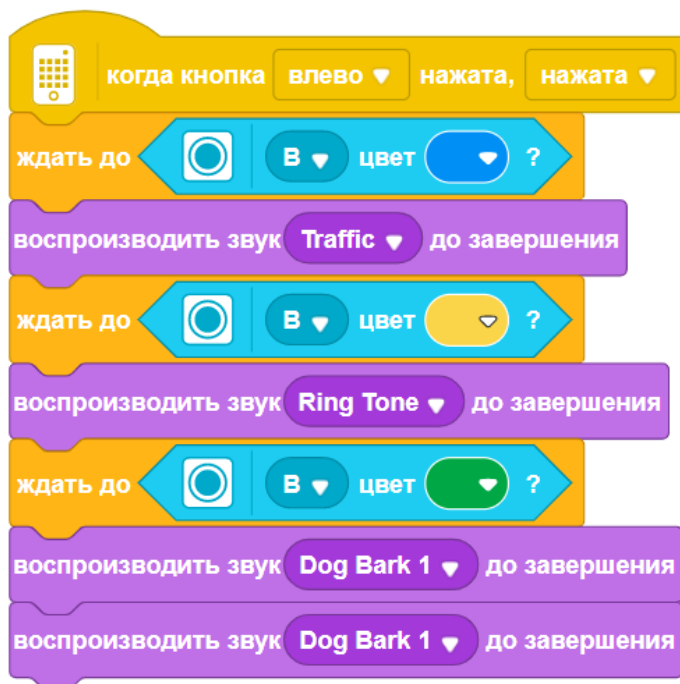 когда кнопка влево нажата, нажата
ждать до B цвет ?
воспроизводить звук Traffic до завершения
ждать до B цвет ?
воспроизводить звук Ring Tone до завершения
ждать до B цвет ?
воспроизводить звук Dog Bark 1 до завершения
воспроизводить звук Dog Bark 1 до завершения